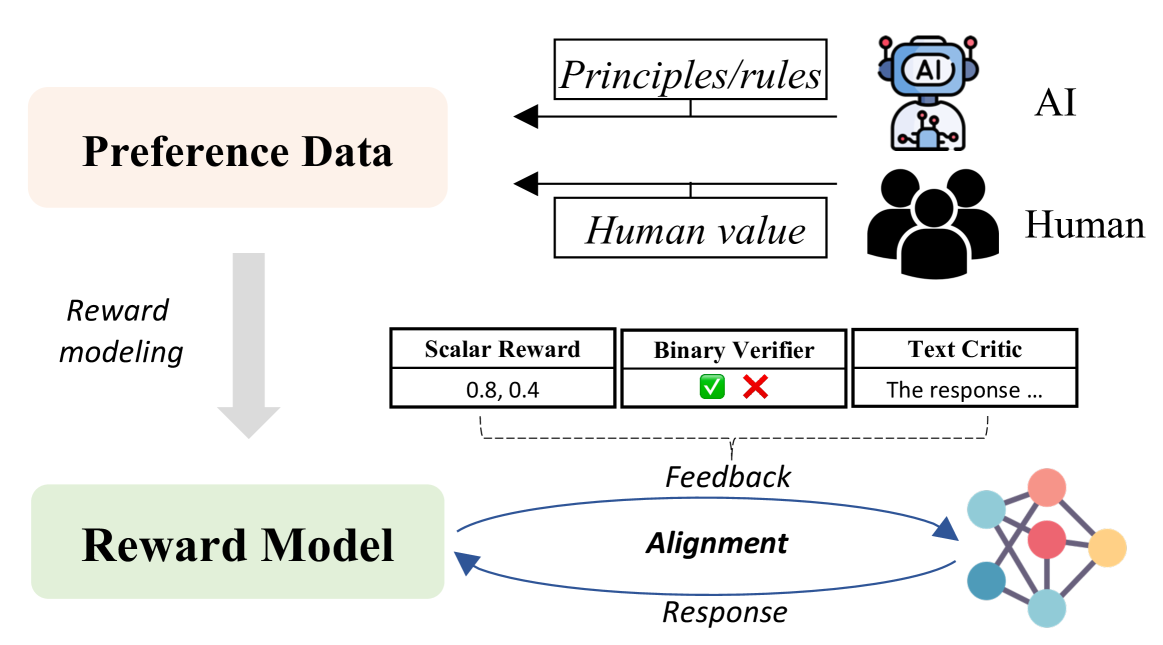 Principles/rules
AI
AI
Preference Data
Human value
Human
Reward
modeling
Scalar Reward
Binary Verifier
Text Critic
0.8, 0.4
✅ ❌
The response ...
Feedback
Reward Model
Alignment
Response